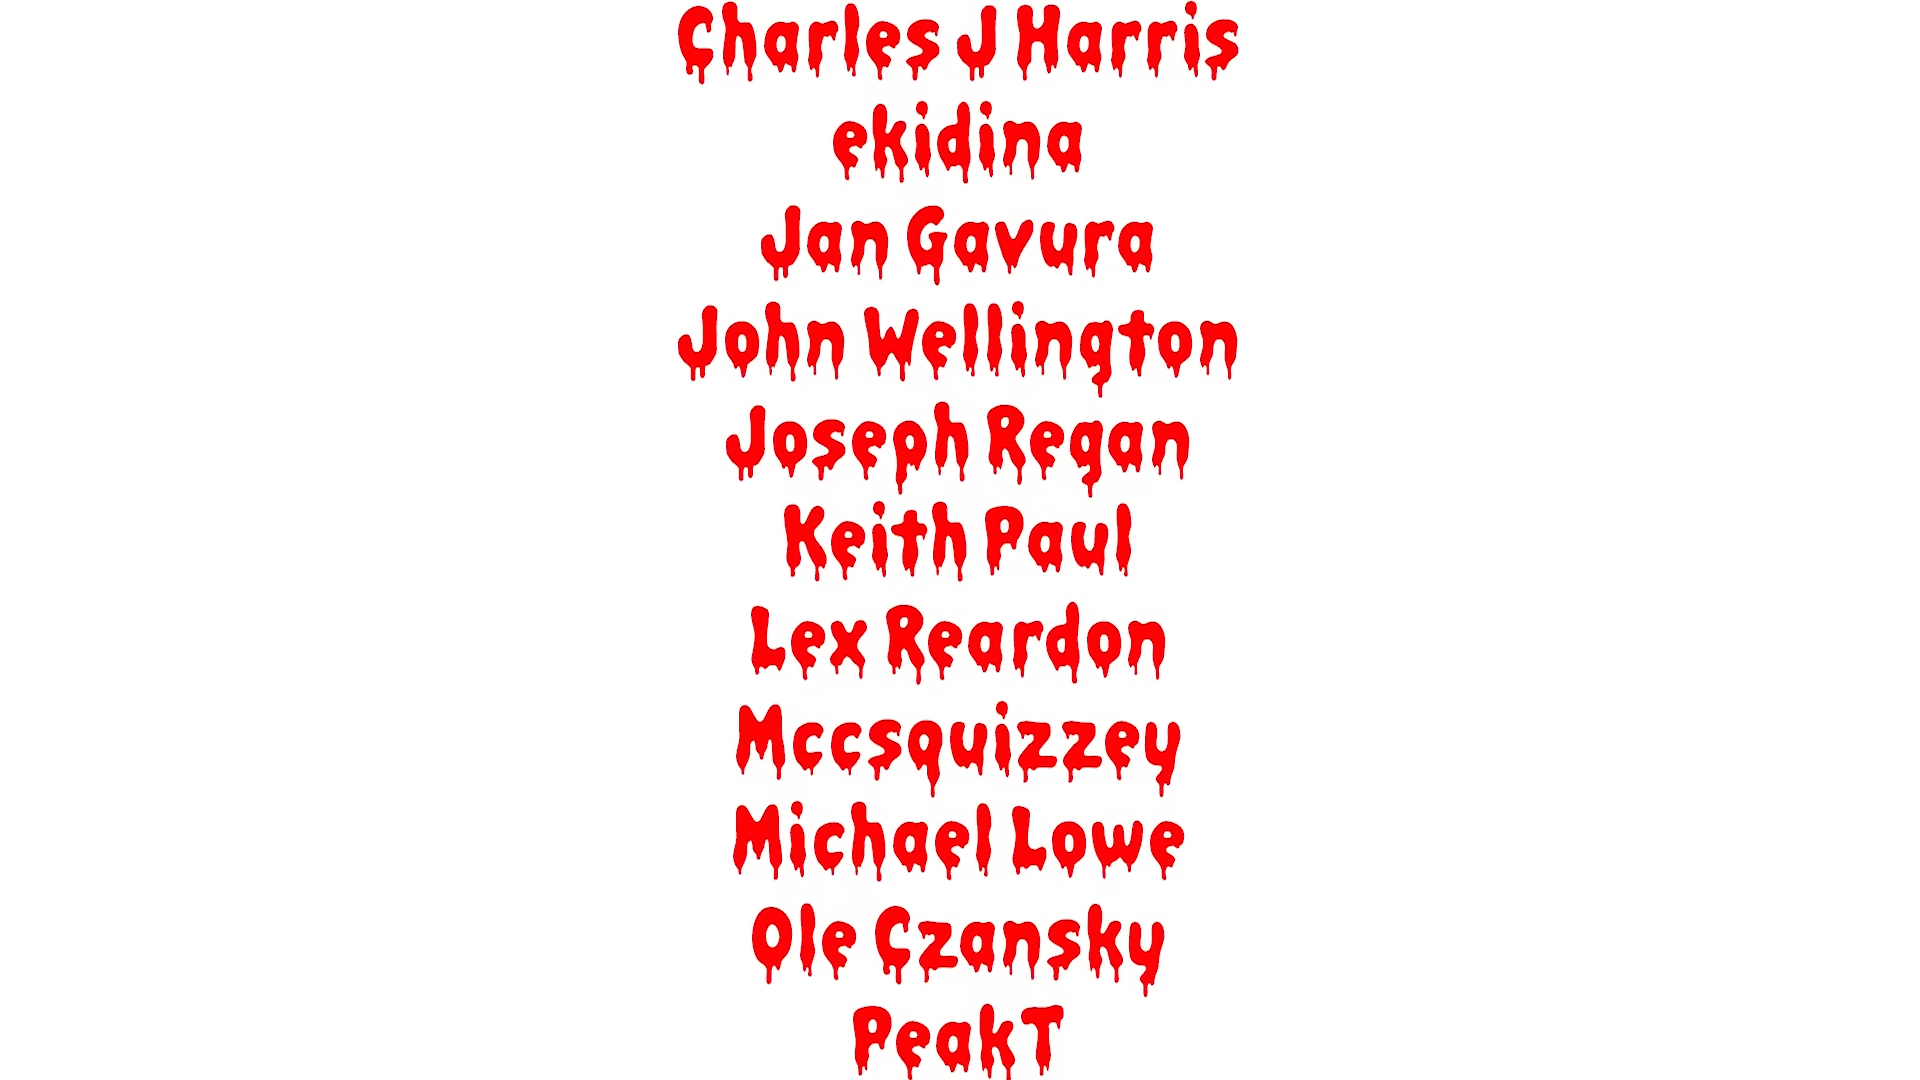 Charles J Harris
ekidina
Jan Gavura
John Wellington
Joseph Regan
Keith Paul
Lex Reardon
Mccsquizzey
Michael Lowe
Ole Czansky
PeakT